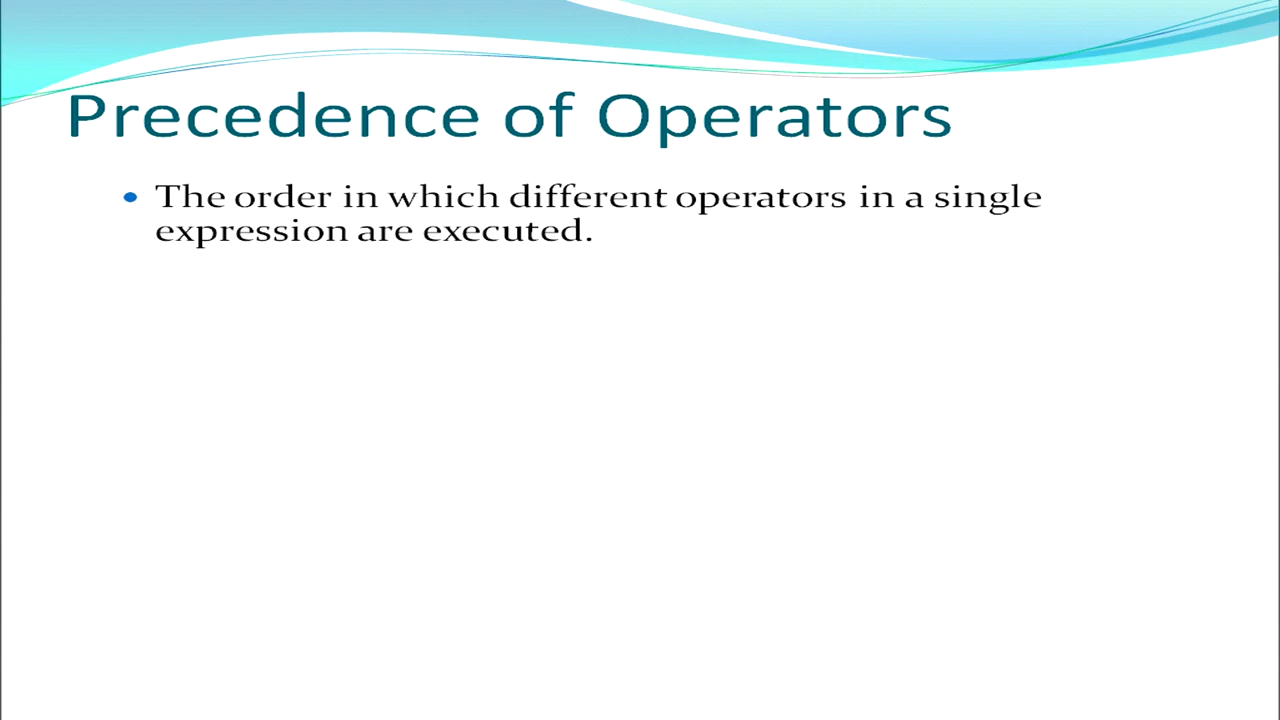 Precedence of Operators
• The order in which different operators in a single
expression are executed.